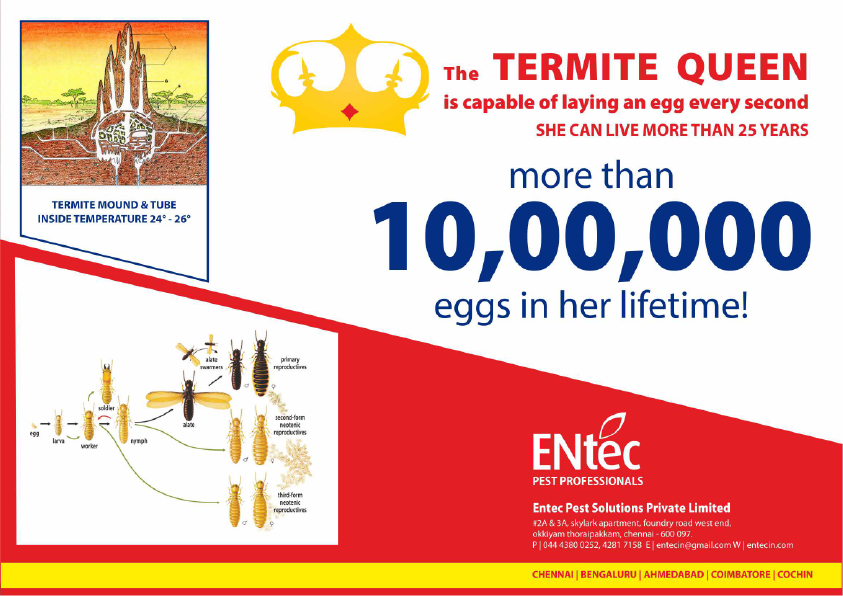 The TERMITE QUEEN
is capable of laying an egg every second
SHE CAN LIVE MORE THAN 25 YEARS
more than
10,00,000
eggs in her lifetime!
TERMITE MOUND & TUBE
INSIDE TEMPERATURE 24° - 26°
alate
swarmers
primary
reproductives
soldier
alate
egg
larva
worker
nymph
second-form
neotenic
reproductives
third-form
neotenic
reproductives
ENtec
PEST PROFESSIONALS
Entec Pest Solutions Private Limited
#2A & 3A, skylark apartment, foundry road west end,
okkiyam thoraipakkam, chennai - 600 097.
P | 044 4380 0252, 4281 7158 E | entecin@gmail.com W | entecin.com
CHENNAI | BENGALURU | AHMEDABAD | COIMBATORE | COCHIN